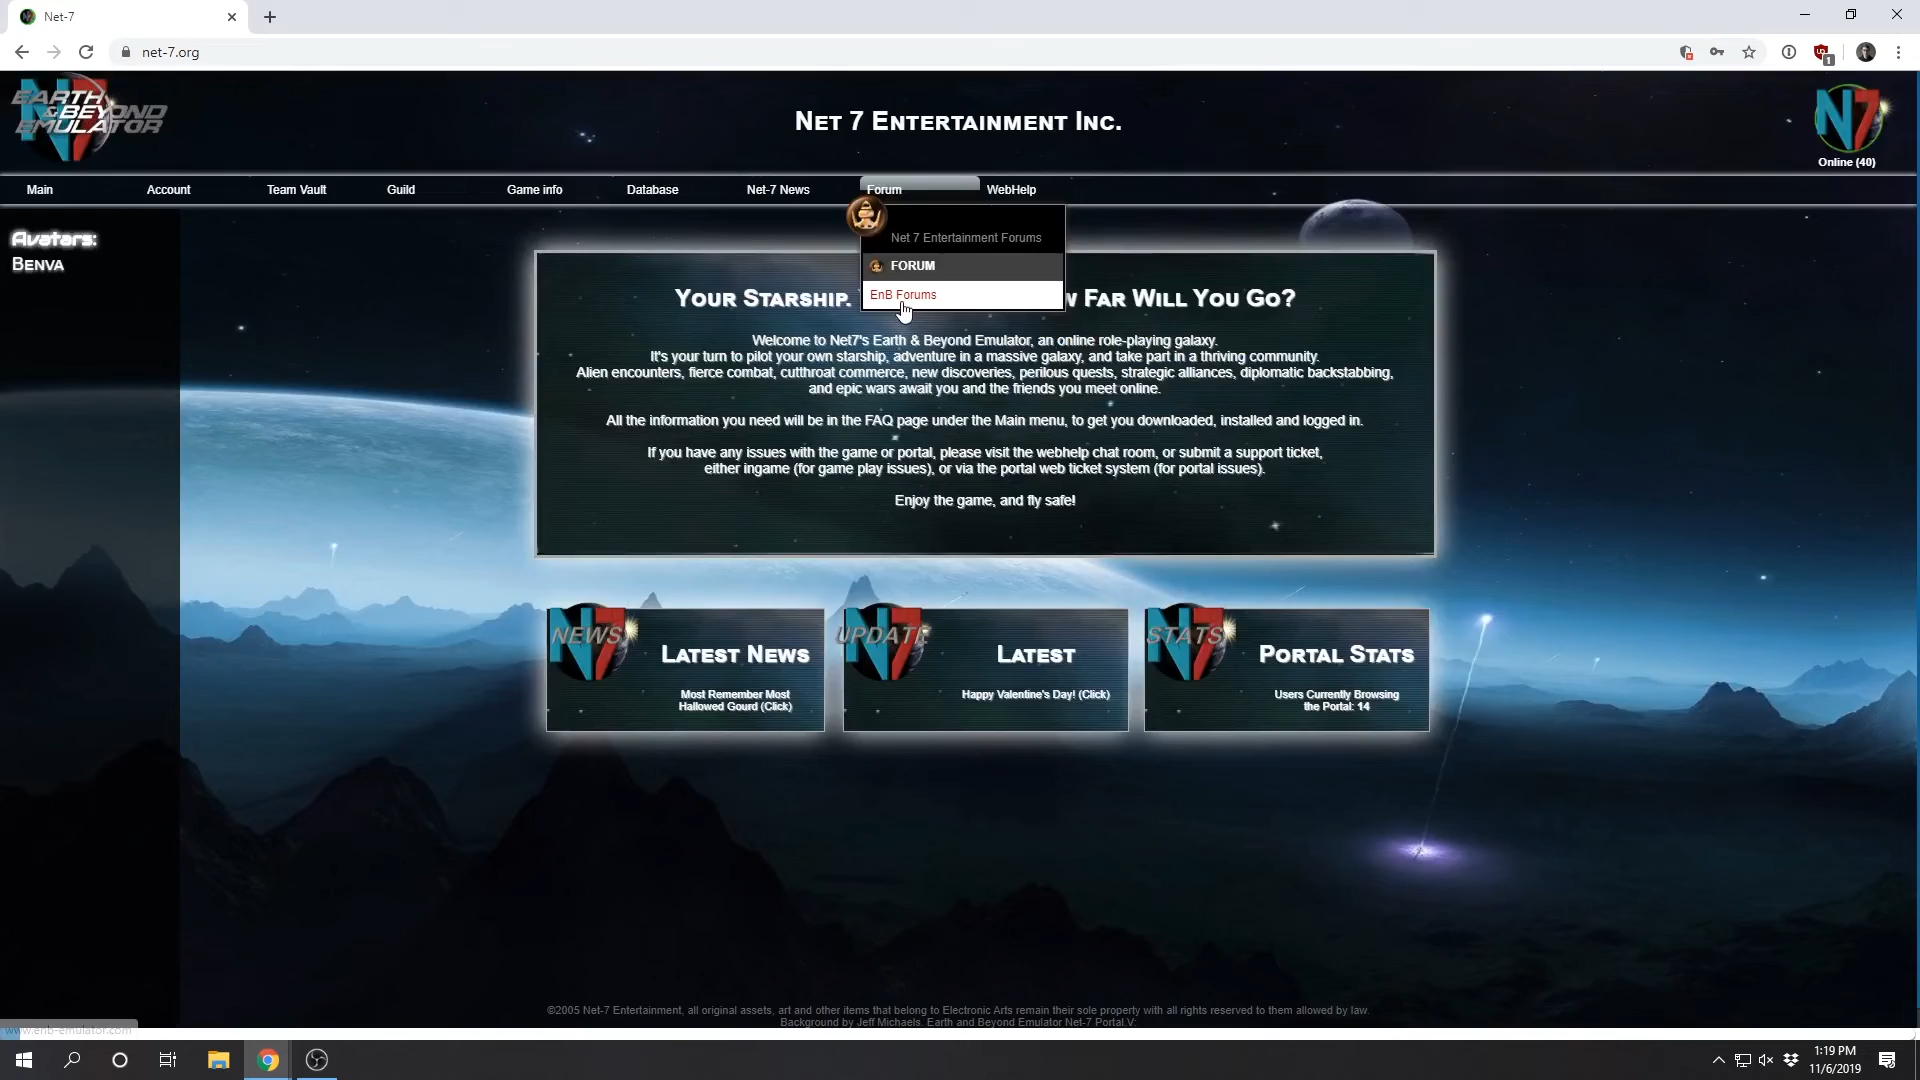 Net-7
net-7.org
1
EARTH
& BEYOND
EMULATOR
Net 7 Entertainment Inc.
N7
Online (40)
Main Account Team Vault Guild Game info Database Net-7 News Forum WebHelp
Avatars:
Benva
Net 7 Entertainment Forums
FORUM
EnB Forums
Your Starship. w Far Will You Go?
Welcome to Net7's Earth & Beyond Emulator, an online role-playing galaxy.
It's your turn to pilot your own starship, adventure in a massive galaxy, and take part in a thriving community.
Alien encounters, fierce combat, cutthroat commerce, new discoveries, perilous quests, strategic alliances, diplomatic backstabbing,
and epic wars await you and the friends you meet online.
All the information you need will be in the FAQ page under the Main menu, to get you downloaded, installed and logged in.
If you have any issues with the game or portal, please visit the webhelp chat room, or submit a support ticket,
either ingame (for game play issues), or via the portal web ticket system (for portal issues).
Enjoy the game, and fly safe!
N7
NEWS
Latest News
Most Remember Most
Hallowed Gourd (Click)
N7
UPDATE
Latest
Happy Valentine's Day! (Click)
N7
STATS
Portal Stats
Users Currently Browsing
the Portal: 14
©2005 Net-7 Entertainment, all original assets, art and other items that belong to Electronic Arts remain their sole property with all rights reserved to them allowed by law.
Background by Jeff Michaels. Earth and Beyond Emulator Net-7 Portal V:
www.enb-emulator.com
1:19 PM
11/6/2019